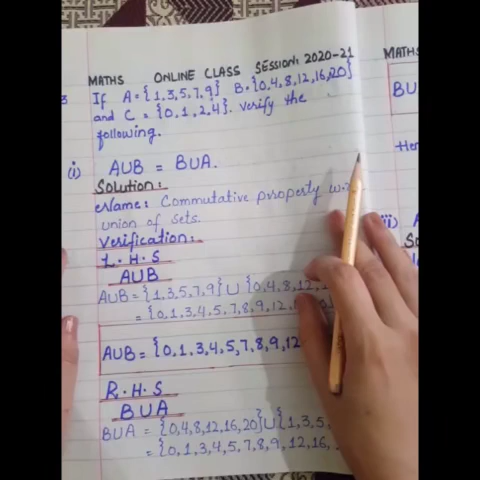 MATHS ONLINE CLASS SESSION: 2020-21
If A = {1,3,5,7,9} B = {0,4,8,12,16,20}
and C = {0,1,2,4}. Verify the
following.
(i) AUB = BUA.
Solution:
Name: Commutative property w.r
union of sets.
Verification:
L.H.S
AUB
AUB = {1,3,5,7,9} U {0,4,8,12,
= {0,1,3,4,5,7,8,9,12,
AUB = {0,1,3,4,5,7,8,9,12
R.H.S
BUA
BUA = {0,4,8,12,16,20} U {1,3,5,
= {0,1,3,4,5,7,8,9,12,16,
MATHS
BU
Her
ii)